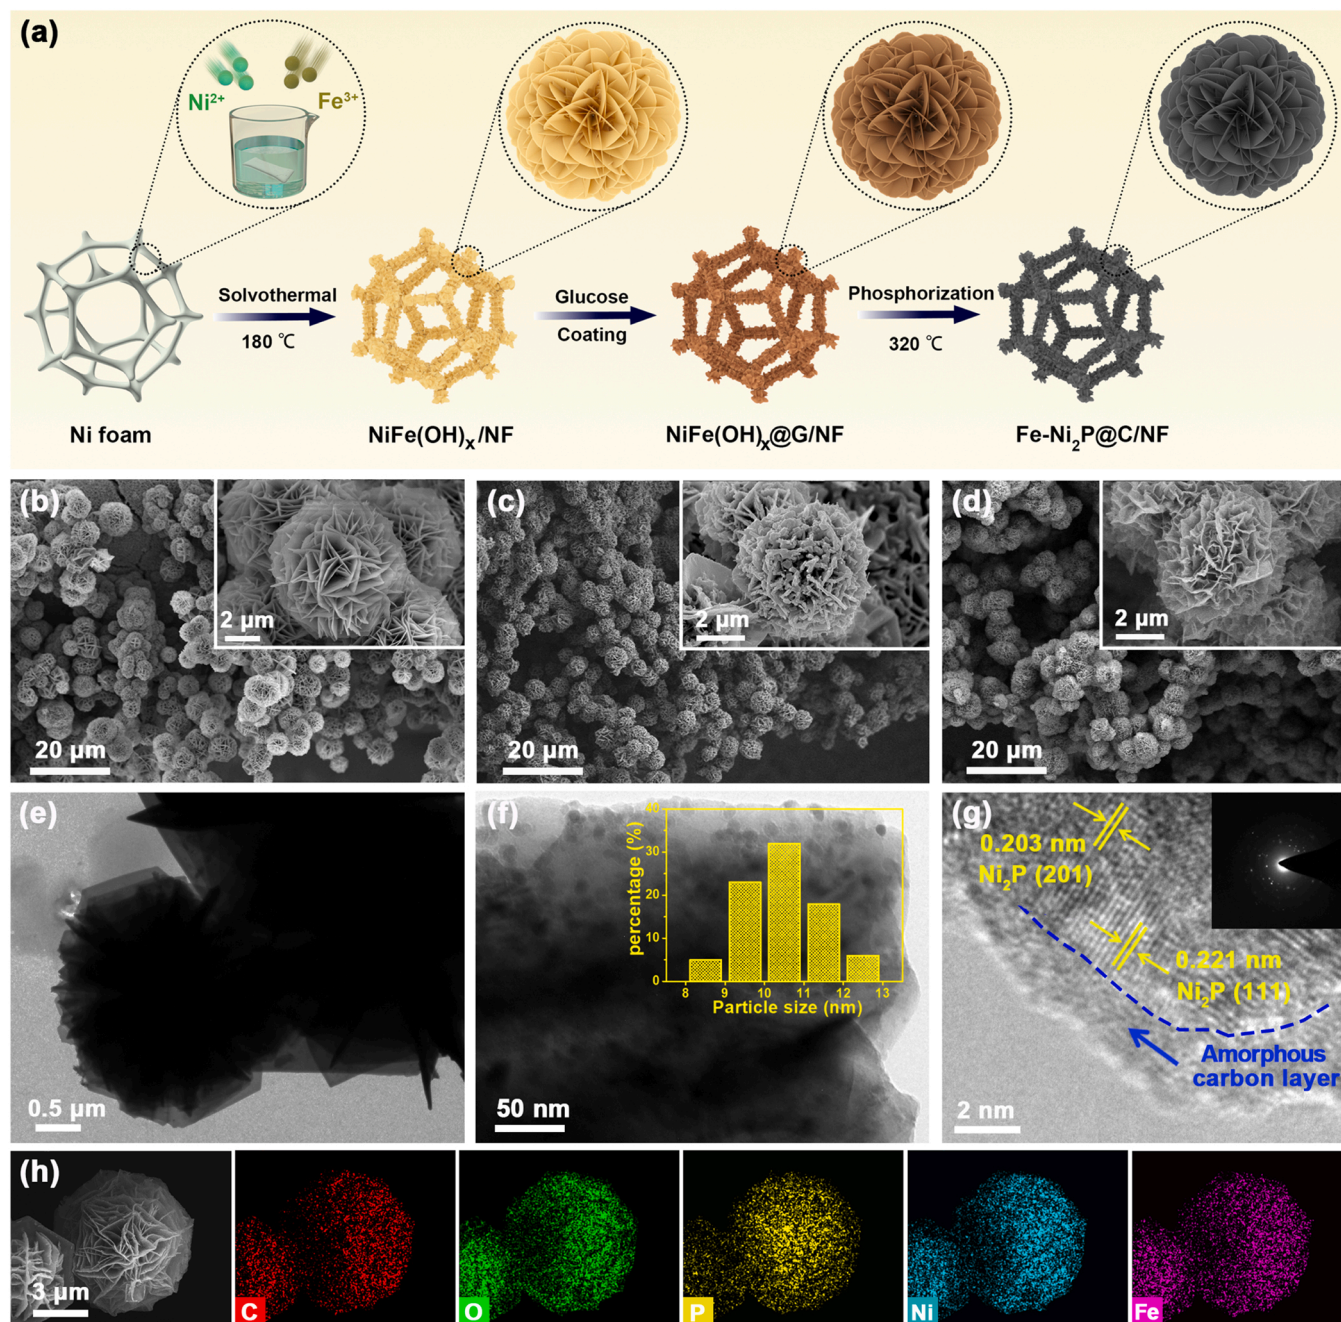 (a)
Ni²⁺
Fe³⁺
Solvothermal
180 ℃
Glucose
Coating
Phosphorization
320 ℃
Ni foam
NiFe(OH)ₓ/NF
NiFe(OH)ₓ@G/NF
Fe-Ni₂P@C/NF
(b)
2 μm
20 μm
(c)
2 μm
20 μm
(d)
2 μm
20 μm
(e)
0.5 μm
(f)
percentage (%)
40
30
20
10
0
8 9 10 11 12 13
Particle size (nm)
50 nm
(g)
0.203 nm
Ni₂P (201)
0.221 nm
Ni₂P (111)
Amorphous
carbon layer
2 nm
(h)
3 μm
C
O
P
Ni
Fe